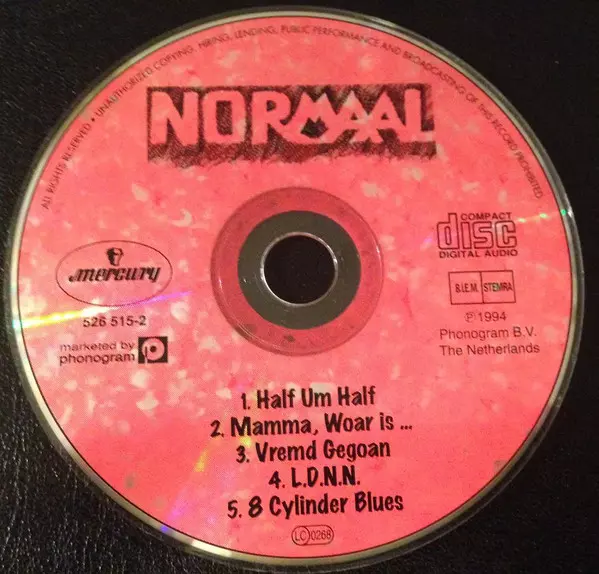 ALL RIGHTS RESERVED • UNAUTHORIZED COPYING, HIRING, LENDING, PUBLIC PERFORMANCE AND BROADCASTING OF THIS RECORD PROHIBITED
NORMAAL
mercury
526 515-2
marketed by
phonogram
COMPACT
disc
DIGITAL AUDIO
B.I.E.M. STEMRA
℗ 1994
Phonogram B.V.
The Netherlands
1. Half Um Half
2. Mamma, Woar is ...
3. Vremd Gegoan
4. L.D.N.N.
5. 8 Cylinder Blues
LC 0268